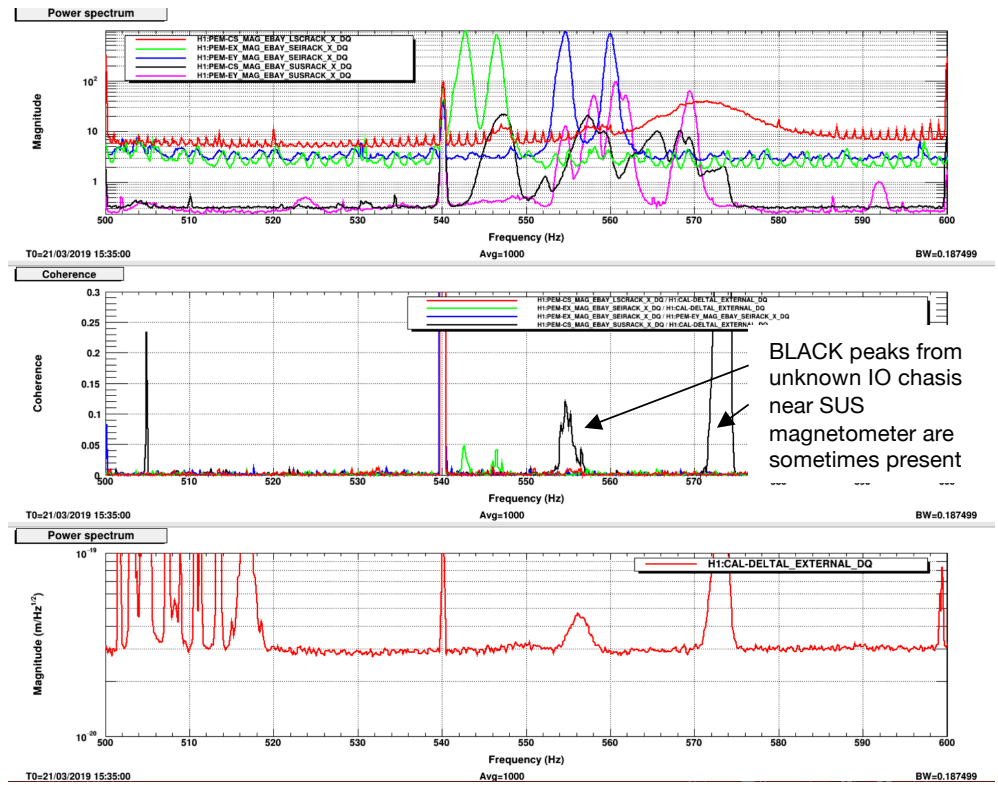 Power spectrum
H1:PEM-CS_MAG_EBAY_LSCRACK_X_DQ
H1:PEM-EX_MAG_EBAY_SEIRACK_X_DQ
H1:PEM-EY_MAG_EBAY_SEIRACK_X_DQ
H1:PEM-CS_MAG_EBAY_SUSRACK_X_DQ
H1:PEM-EY_MAG_EBAY_SUSRACK_X_DQ
Magnitude
10²
10
1
500 510 520 530 540 550 560 570 580 590 600
Frequency (Hz)
T0=21/03/2019 15:35:00 Avg=1000 BW=0.187499
Coherence
H1:PEM-CS_MAG_EBAY_LSCRACK_X_DQ / H1:CAL-DELTAL_EXTERNAL_DQ
H1:PEM-EX_MAG_EBAY_SEIRACK_X_DQ / H1:CAL-DELTAL_EXTERNAL_DQ
H1:PEM-EX_MAG_EBAY_SEIRACK_X_DQ / H1:PEM-EY_MAG_EBAY_SEIRACK_X_DQ
H1:PEM-CS_MAG_EBAY_SUSRACK_X_DQ / H1:CAL-DELTAL_EXTERNAL_DQ
Coherence
0.3
0.25
0.2
0.15
0.1
0.05
0
BLACK peaks from
unknown IO chasis
near SUS
magnetometer are
sometimes present
500 510 520 530 540 550 560 570 580 590 600
Frequency (Hz)
T0=21/03/2019 15:35:00 Avg=1000 BW=0.187499
Power spectrum
H1:CAL-DELTAL_EXTERNAL_DQ
Magnitude (m/Hz^1/2)
10^-19
10^-20
500 510 520 530 540 550 560 570 580 590 600
Frequency (Hz)
T0=21/03/2019 15:35:00 Avg=1000 BW=0.187499